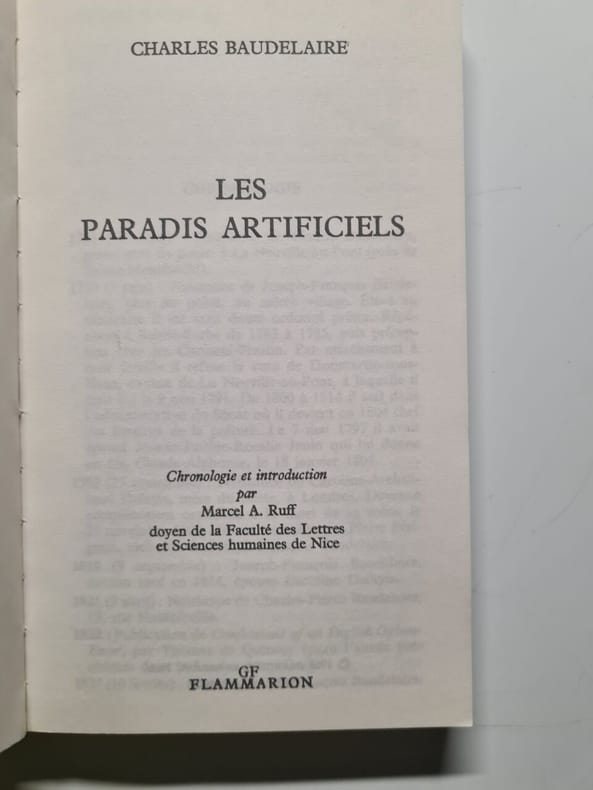 CHARLES BAUDELAIRE
LES
PARADIS ARTIFICIELS
Chronologie et introduction
par
Marcel A. Ruff
doyen de la Faculté des Lettres
et Sciences humaines de Nice
GF
FLAMMARION